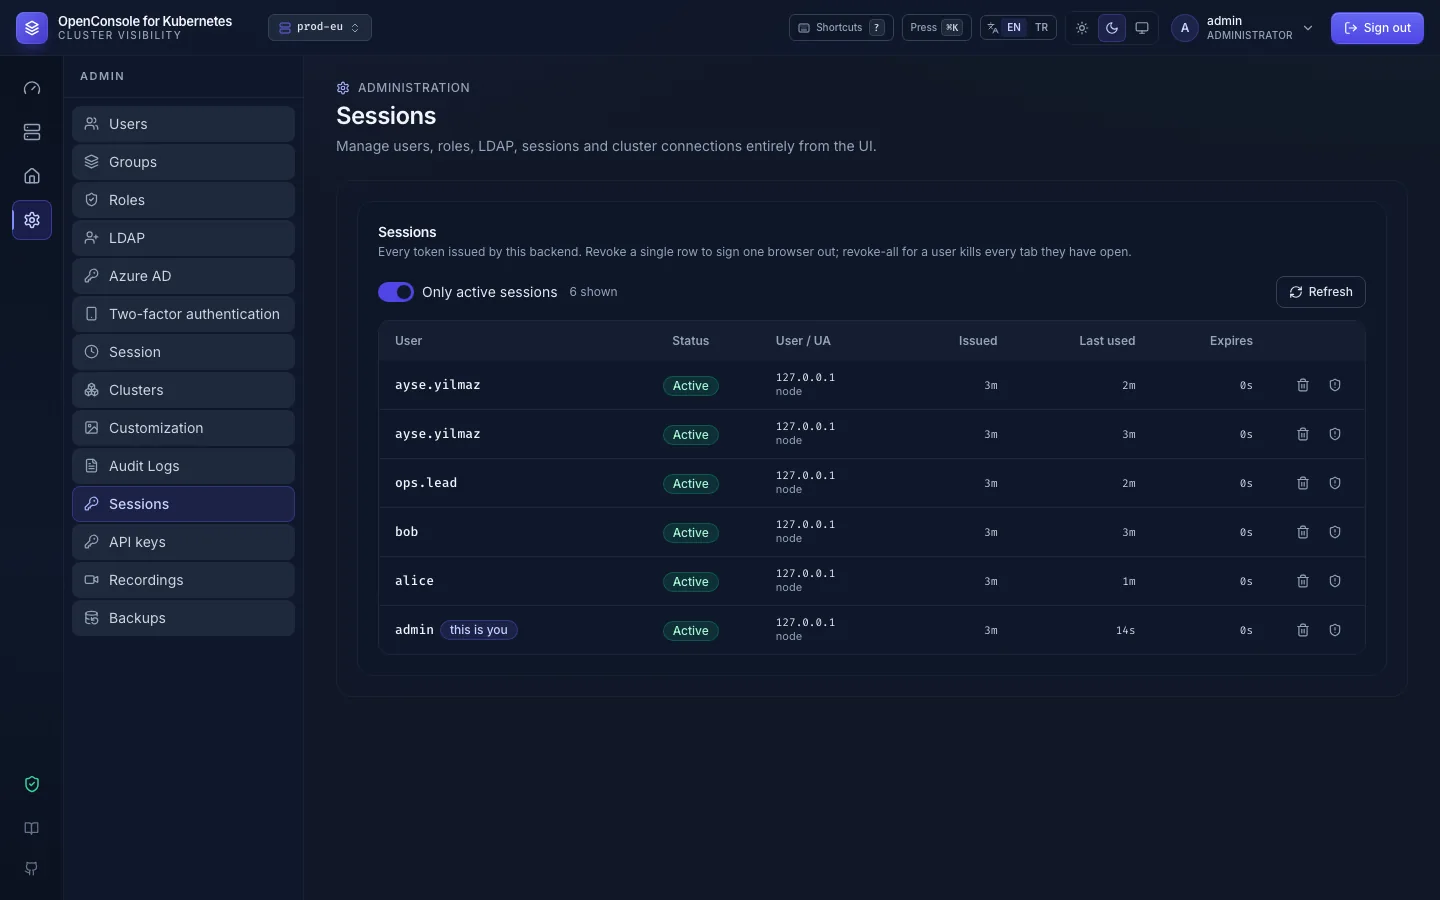 OpenConsole for Kubernetes
CLUSTER VISIBILITY
prod-eu
Shortcuts ?
Press ⌘K
EN TR
A
admin
ADMINISTRATOR
Sign out
ADMIN
Users
Groups
Roles
LDAP
Azure AD
Two-factor authentication
Session
Clusters
Customization
Audit Logs
Sessions
API keys
Recordings
Backups
ADMINISTRATION
Sessions
Manage users, roles, LDAP, sessions and cluster connections entirely from the UI.
Sessions
Every token issued by this backend. Revoke a single row to sign one browser out; revoke-all for a user kills every tab they have open.
Only active sessions 6 shown
Refresh
User Status User / UA Issued Last used Expires
ayse.yilmaz Active 127.0.0.1 3m 2m 0s
node
ayse.yilmaz Active 127.0.0.1 3m 3m 0s
node
ops.lead Active 127.0.0.1 3m 2m 0s
node
bob Active 127.0.0.1 3m 3m 0s
node
alice Active 127.0.0.1 3m 1m 0s
node
admin this is you Active 127.0.0.1 3m 14s 0s
node